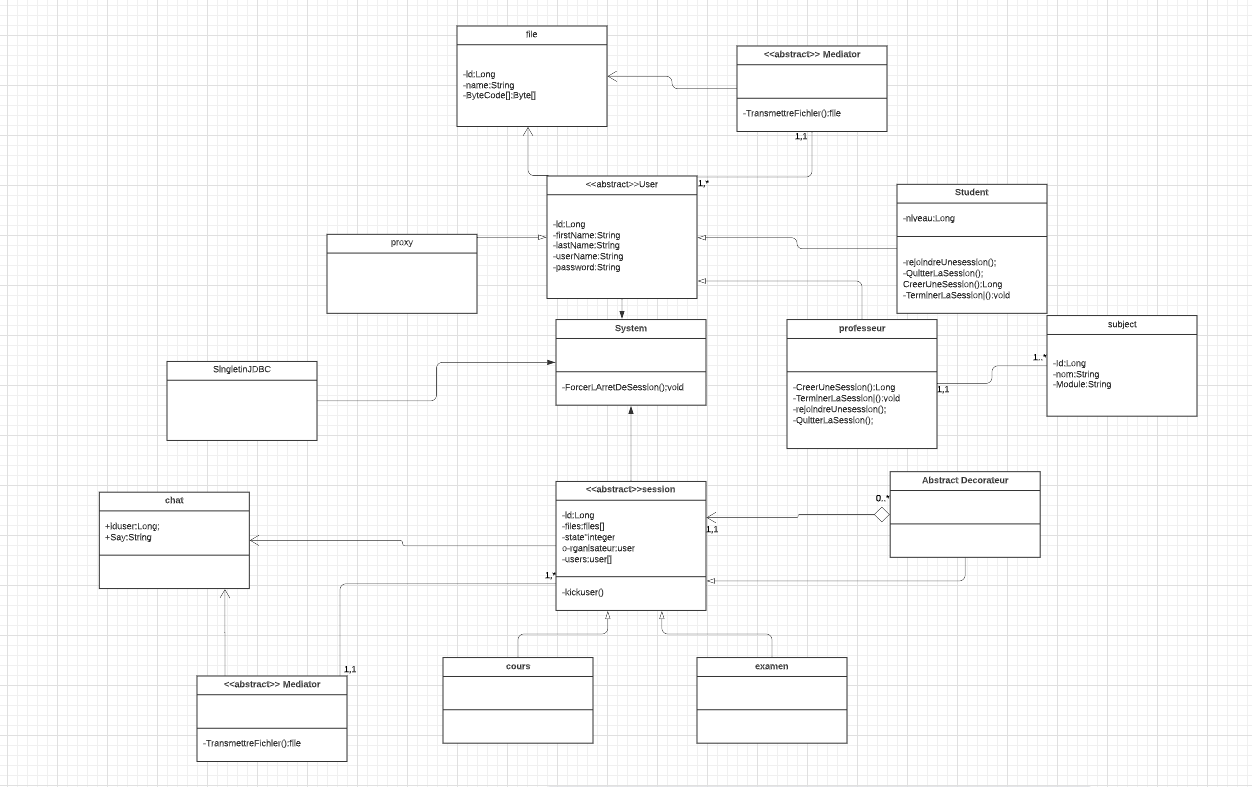 file
-Id:Long
-name:String
-ByteCode[]:Byte[]
<<abstract>> Mediator
-TransmettreFichier():file
1,1
1,*
<<abstract>>User
-Id:Long
-firstName:String
-lastName:String
-userName:String
-password:String
proxy
Student
-niveau:Long
-rejoindreUnesession();
-QuitterLaSession();
CreerUneSession():Long
-TerminerLaSession|():void
System
-ForcerLArretDeSession():void
professeur
-CreerUneSession():Long
-TerminerLaSession|():void
-rejoindreUnesession();
-QuitterLaSession();
1,1
1..*
subject
-Id:Long
-nom:String
-Module:String
SingletinJDBC
<<abstract>>session
-Id:Long
-files:files[]
-state"integer
o-rganisateur:user
-users:user[]
-kickuser()
Abstract Decorateur
0..*
1,1
chat
+iduser:Long;
+Say:String
1,*
1,1
<<abstract>> Mediator
-TransmettreFichier():file
cours
examen